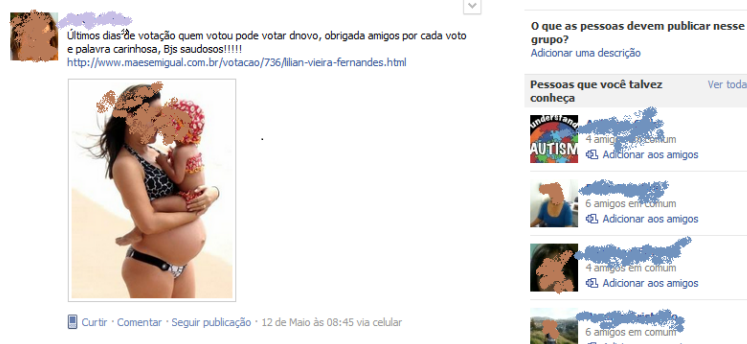 Últimos dias de votação quem votou pode votar dnovo, obrigada amigos por cada voto
e palavra carinhosa, Bjs saudosos!!!!!
http://www.maesemigual.com.br/votacao/736/lilian-vieira-fernandes.html
Curtir · Comentar · Seguir publicação · 12 de Maio às 08:45 via celular
O que as pessoas devem publicar nesse
grupo?
Adicionar uma descrição
Pessoas que você talvez
conheça
Ver toda
understand
AUTISM
4 amigos em comum
Adicionar aos amigos
6 amigos em comum
Adicionar aos amigos
4 amigos em comum
Adicionar aos amigos
6 amigos em comum